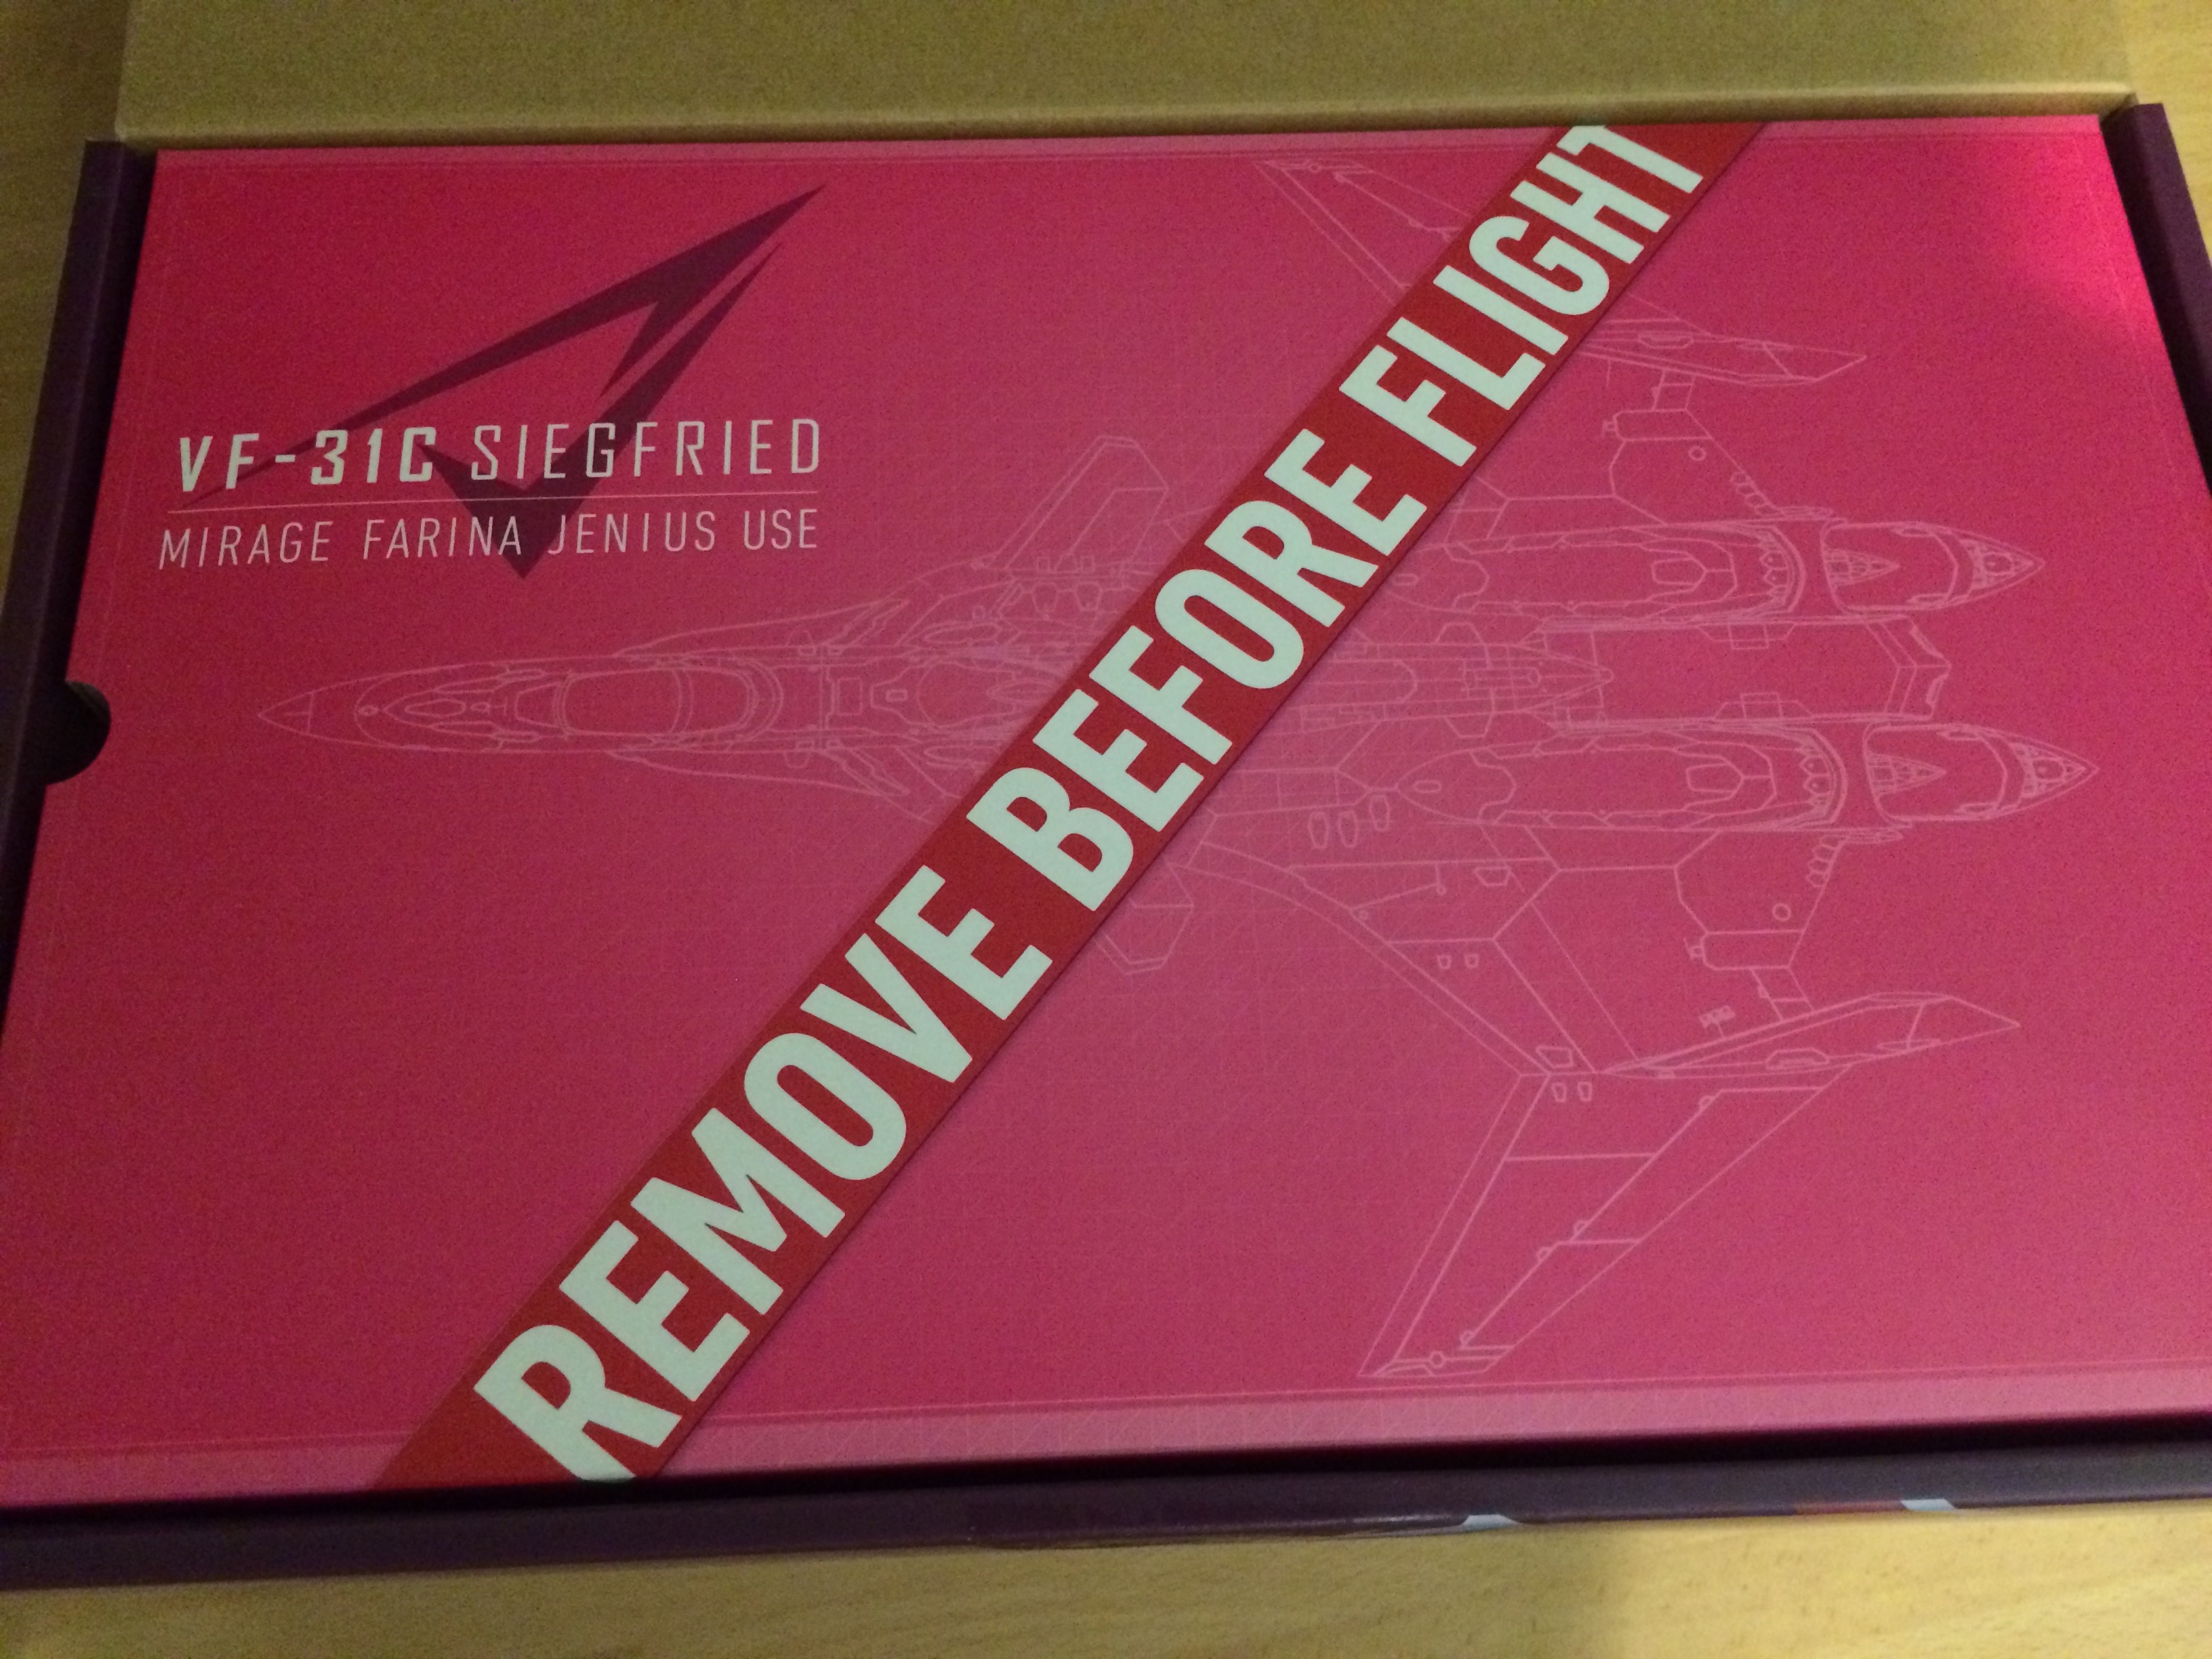 VF-31C SIEGFRIED
MIRAGE FARINA JENIUS USE
REMOVE BEFORE FLIGHT